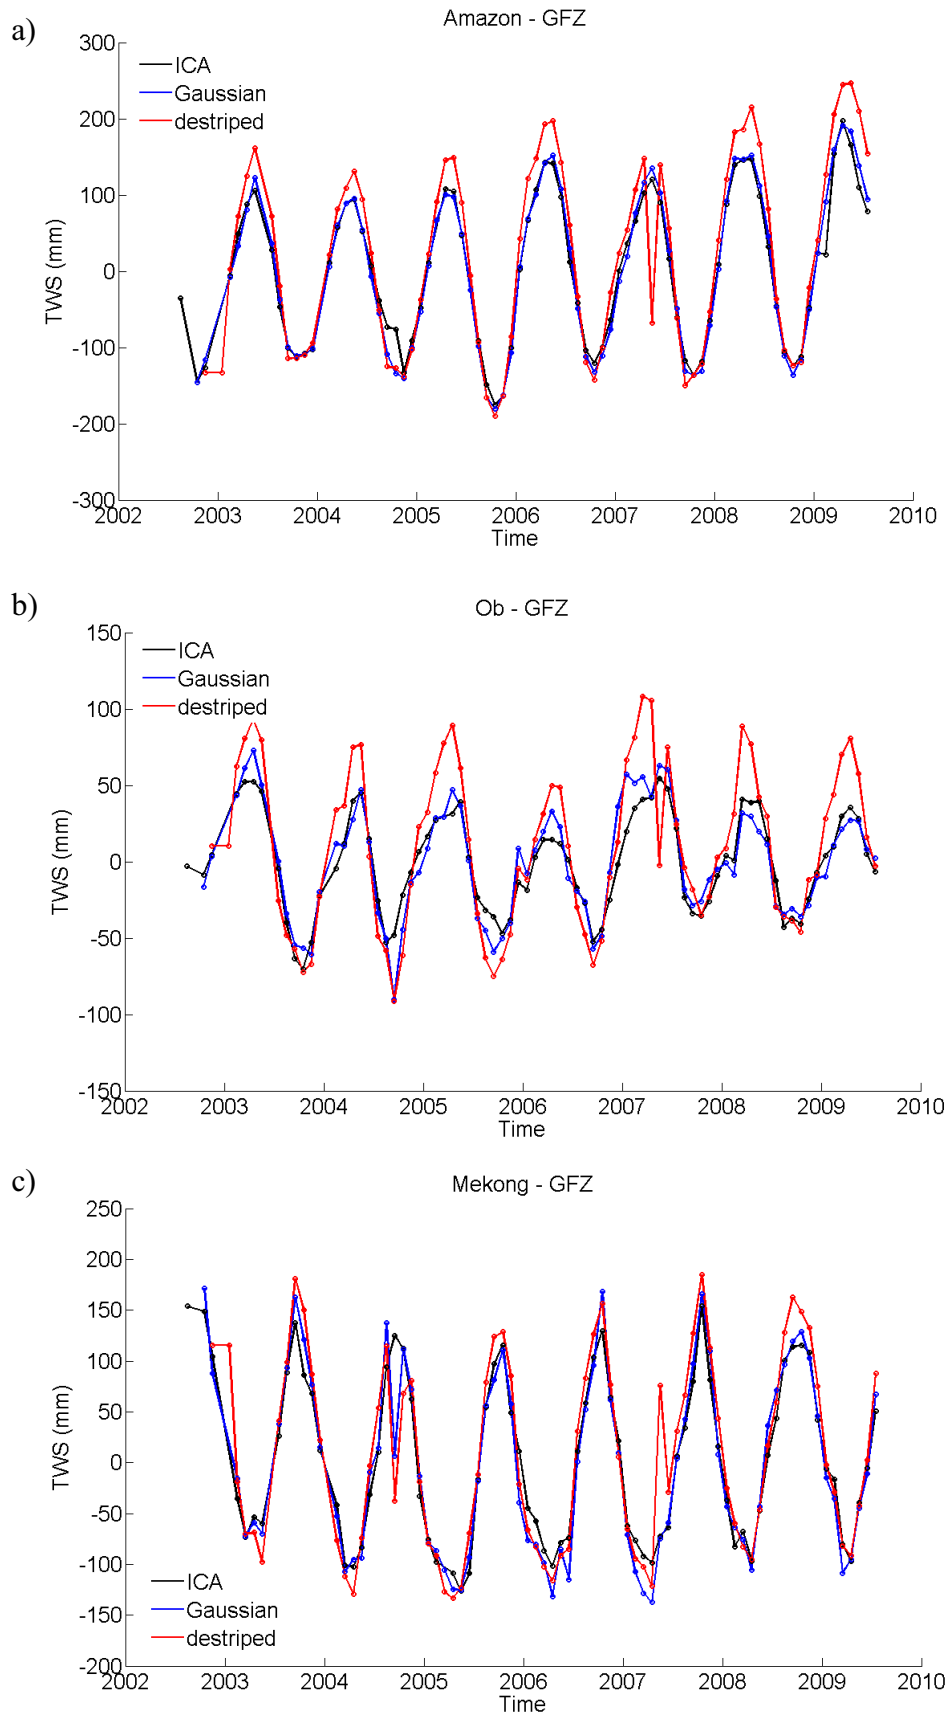 a)
Amazon - GFZ
300
200
100
0
-100
-200
-300
TWS (mm)
ICA
Gaussian
destriped
2002 2003 2004 2005 2006 2007 2008 2009 2010
Time
b)
Ob - GFZ
150
100
50
0
-50
-100
-150
TWS (mm)
ICA
Gaussian
destriped
2002 2003 2004 2005 2006 2007 2008 2009 2010
Time
c)
Mekong - GFZ
250
200
150
100
50
0
-50
-100
-150
-200
TWS (mm)
ICA
Gaussian
destriped
2002 2003 2004 2005 2006 2007 2008 2009 2010
Time